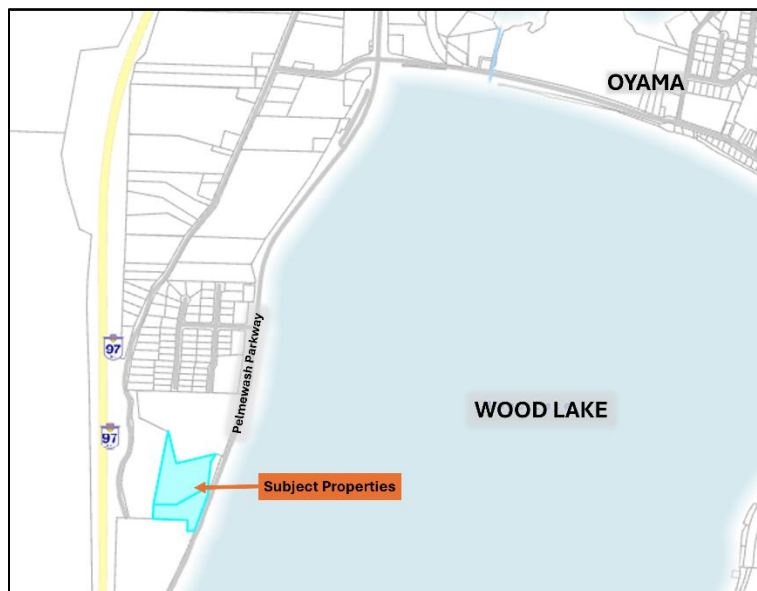 OYAMA
Pelmewash Parkway
97
WOOD LAKE
97
Subject Properties